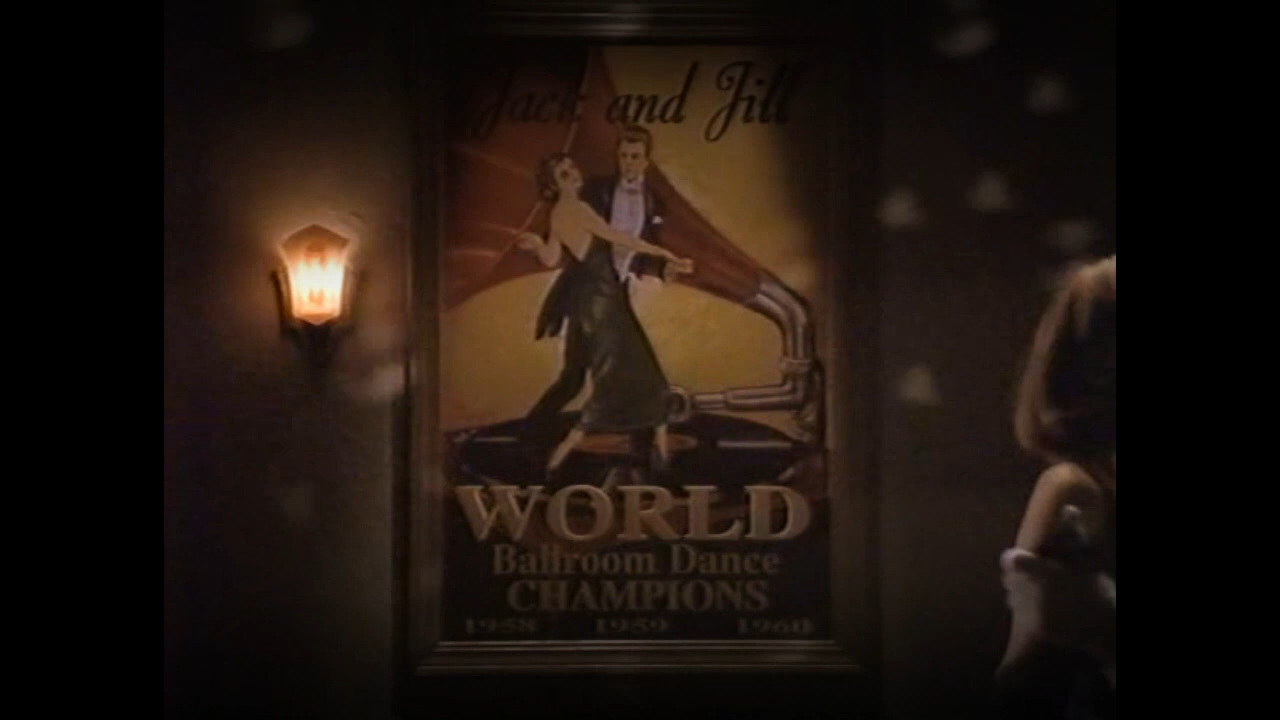 Jack and Jill
WORLD
Ballroom Dance
CHAMPIONS
1958 1959 1960